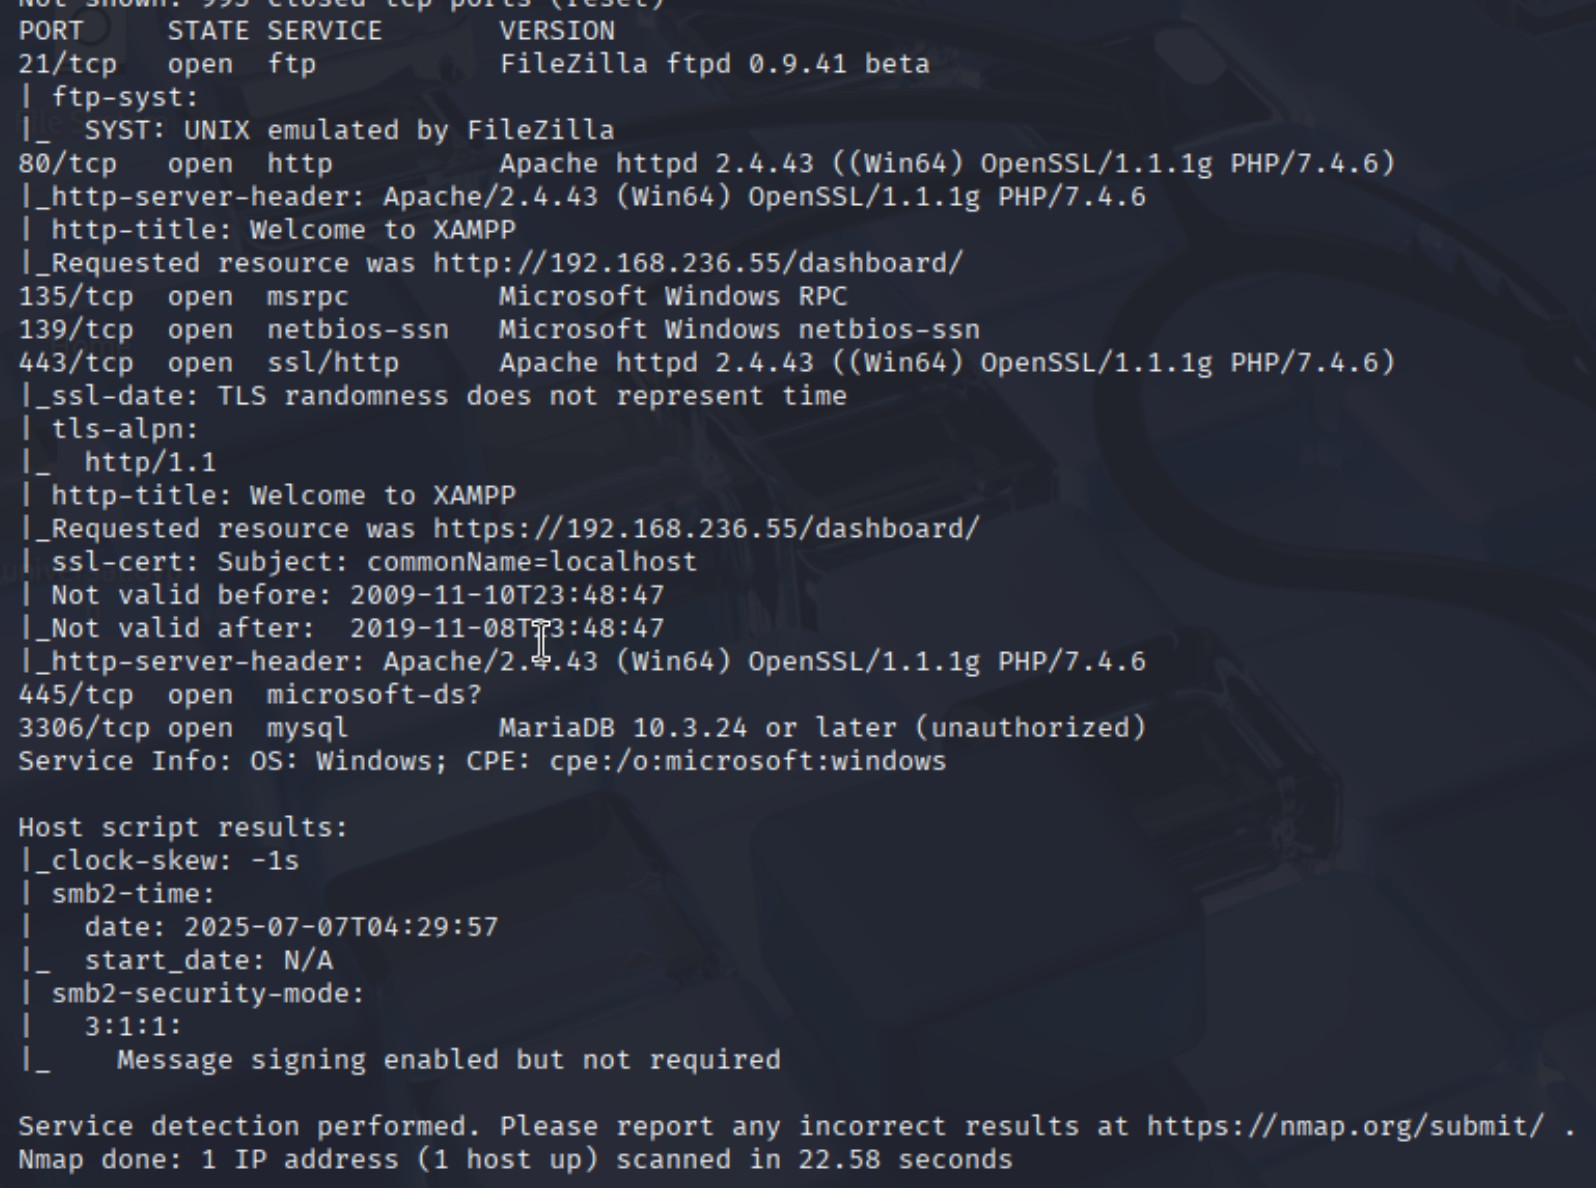 Not shown: 993 closed tcp ports (reset)
PORT     STATE SERVICE       VERSION
21/tcp   open  ftp           FileZilla ftpd 0.9.41 beta
| ftp-syst:
|_  SYST: UNIX emulated by FileZilla
80/tcp   open  http          Apache httpd 2.4.43 ((Win64) OpenSSL/1.1.1g PHP/7.4.6)
|_http-server-header: Apache/2.4.43 (Win64) OpenSSL/1.1.1g PHP/7.4.6
| http-title: Welcome to XAMPP
|_Requested resource was http://192.168.236.55/dashboard/
135/tcp  open  msrpc         Microsoft Windows RPC
139/tcp  open  netbios-ssn   Microsoft Windows netbios-ssn
443/tcp  open  ssl/http      Apache httpd 2.4.43 ((Win64) OpenSSL/1.1.1g PHP/7.4.6)
|_ssl-date: TLS randomness does not represent time
| tls-alpn:
|_  http/1.1
| http-title: Welcome to XAMPP
|_Requested resource was https://192.168.236.55/dashboard/
| ssl-cert: Subject: commonName=localhost
| Not valid before: 2009-11-10T23:48:47
|_Not valid after:  2019-11-08T23:48:47
|_http-server-header: Apache/2.4.43 (Win64) OpenSSL/1.1.1g PHP/7.4.6
445/tcp  open  microsoft-ds?
3306/tcp open  mysql         MariaDB 10.3.24 or later (unauthorized)
Service Info: OS: Windows; CPE: cpe:/o:microsoft:windows

Host script results:
|_clock-skew: -1s
| smb2-time:
|   date: 2025-07-07T04:29:57
|_  start_date: N/A
| smb2-security-mode:
|   3:1:1:
|_    Message signing enabled but not required

Service detection performed. Please report any incorrect results at https://nmap.org/submit/ .
Nmap done: 1 IP address (1 host up) scanned in 22.58 seconds